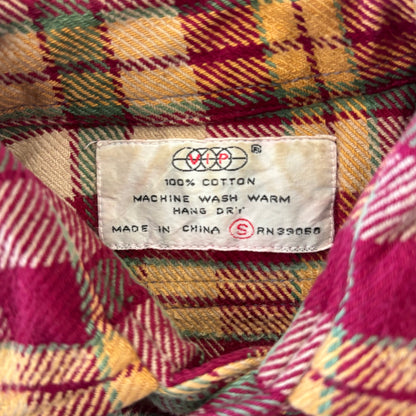 VIP ®
100% COTTON
MACHINE WASH WARM
HANG DRY
MADE IN CHINA S RN39060